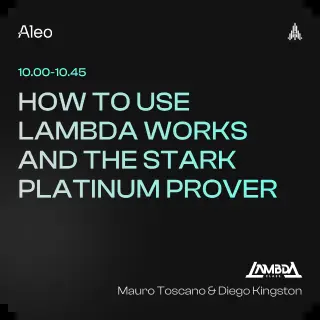 Aleo
10.00-10.45
HOW TO USE
LAMBDA WORKS
AND THE STARK
PLATINUM PROVER
LAMBDA
CLASS
Mauro Toscano & Diego Kingston